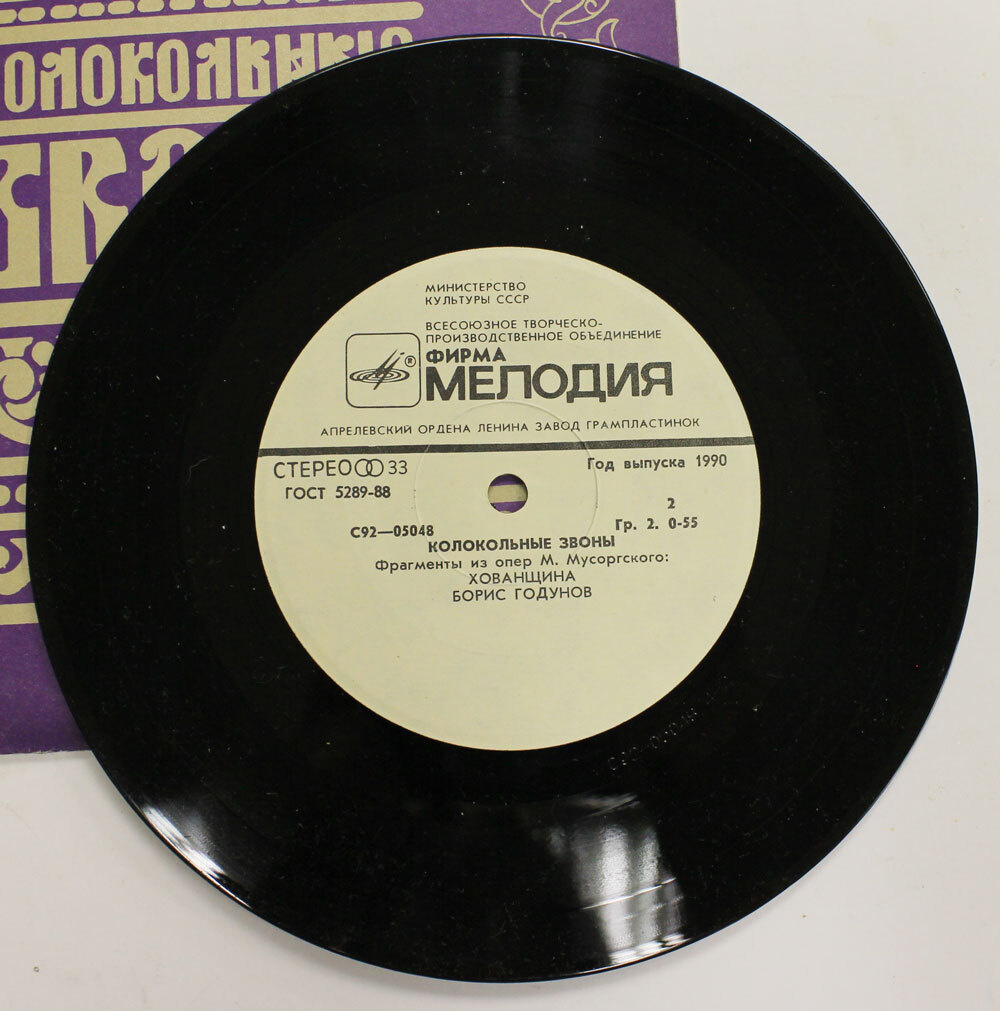 ОЛОКОЛЬНЫЕ
МИНИСТЕРСТВО
КУЛЬТУРЫ СССР
ВСЕСОЮЗНОЕ ТВОРЧЕСКО-
ПРОИЗВОДСТВЕННОЕ ОБЪЕДИНЕНИЕ
ФИРМА
®
МЕЛОДИЯ
АПРЕЛЕВСКИЙ ОРДЕНА ЛЕНИНА ЗАВОД ГРАМПЛАСТИНОК
СТЕРЕО 33
Год выпуска 1990
ГОСТ 5289-88
2
С92—05048
Гр. 2. 0-55
КОЛОКОЛЬНЫЕ ЗВОНЫ
Фрагменты из опер М. Мусоргского:
ХОВАНЩИНА
БОРИС ГОДУНОВ